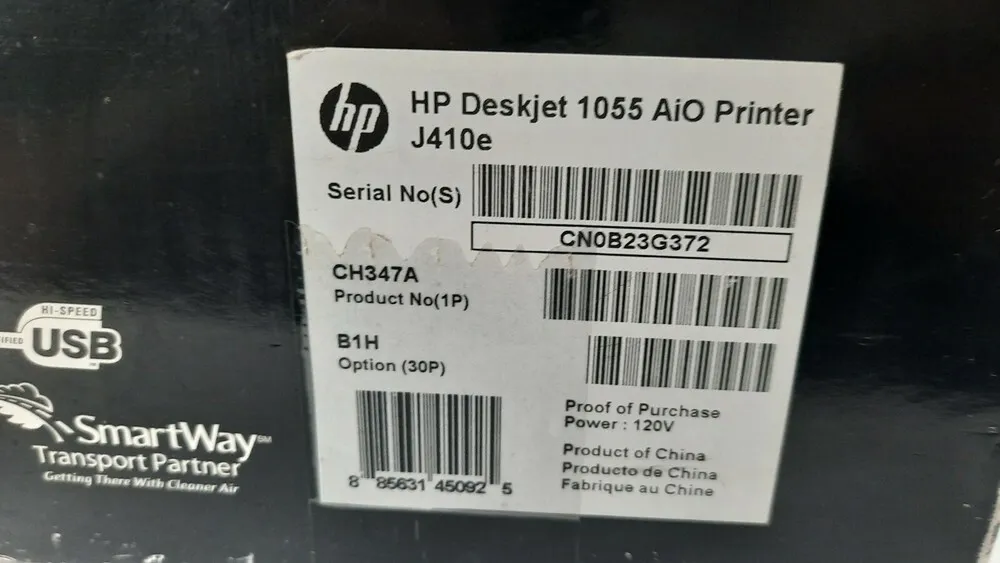 hp
HP Deskjet 1055 AiO Printer
J410e
Serial No(S)
CN0B23G372
CH347A
Product No(1P)
B1H
Option (30P)
8 85631 45092 5
Proof of Purchase
Power : 120V
Product of China
Producto de China
Fabrique au Chine
HI-SPEED
IFIED USB
SmartWay SM
Transport Partner
Getting There With Cleaner Air